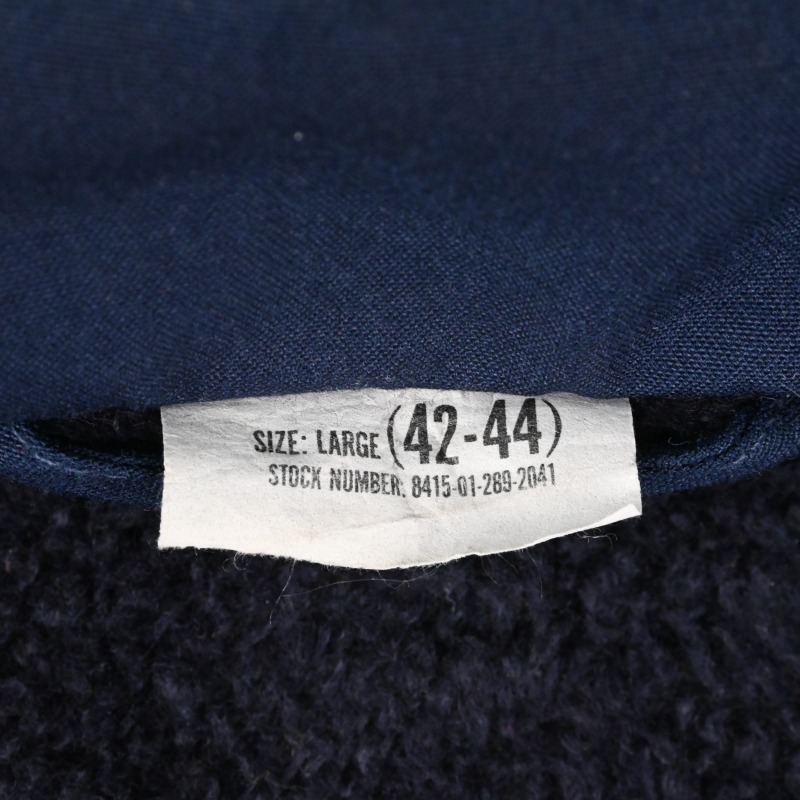 SIZE: LARGE (42-44)
STOCK NUMBER: 8415-01-289-2041